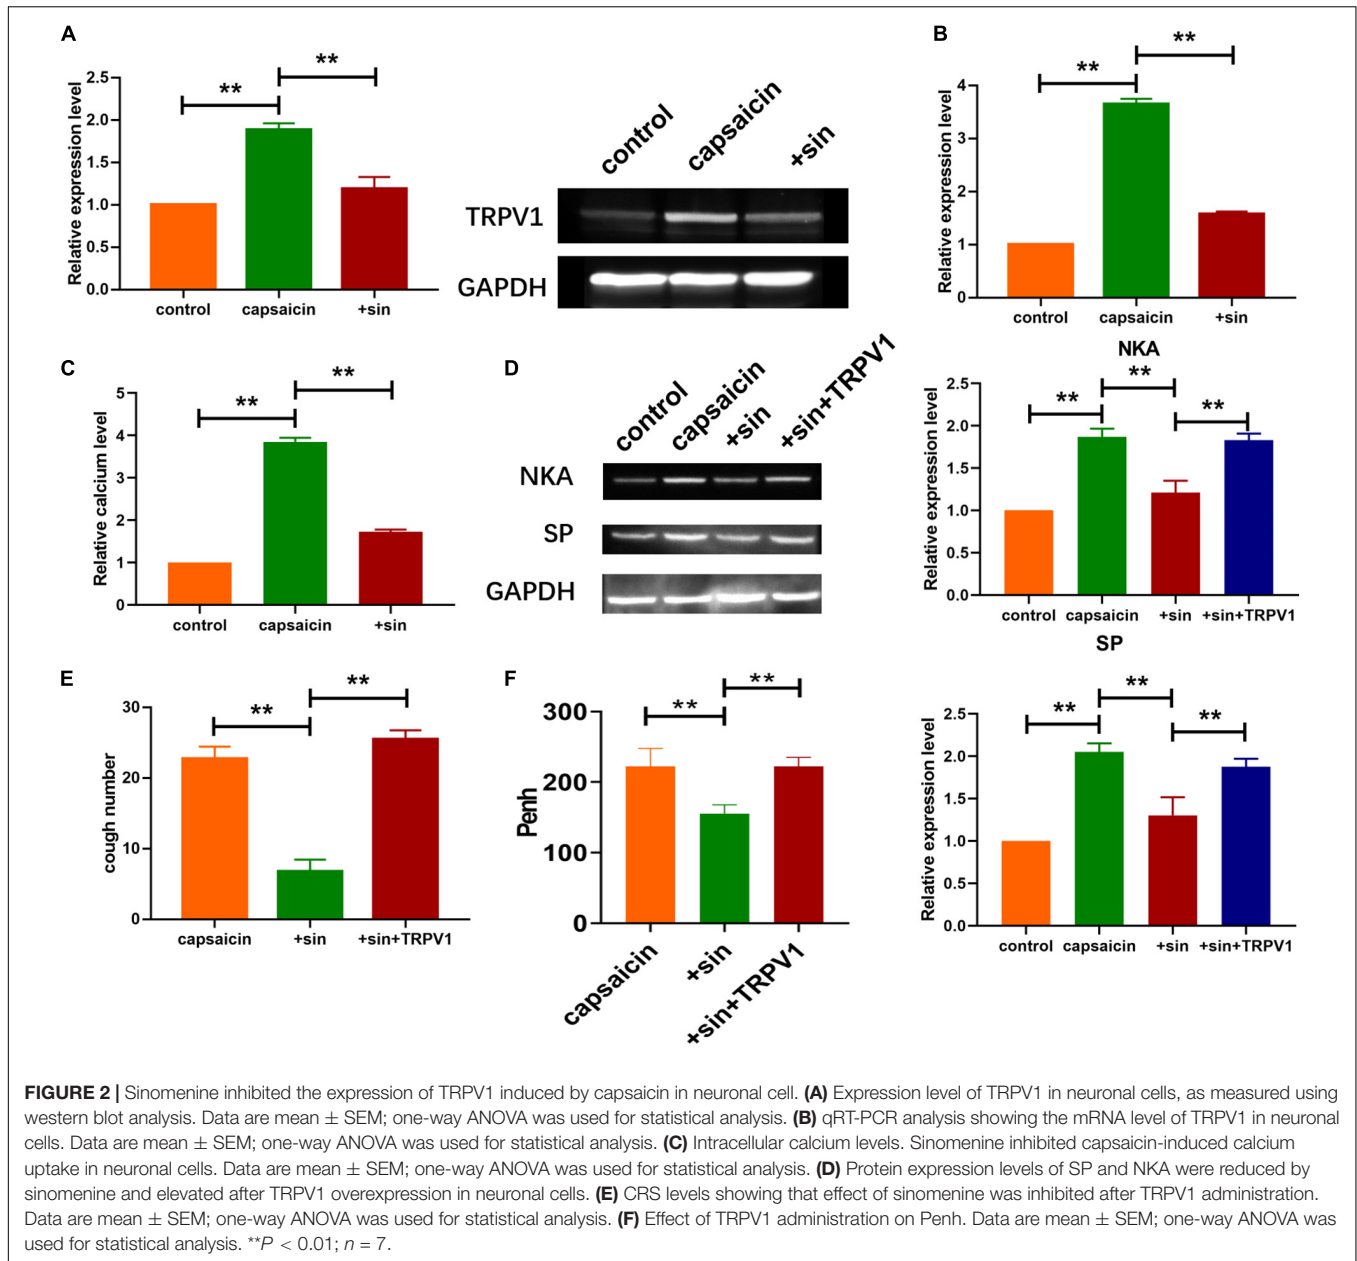 A
**
**
2.5
2.0
1.5
1.0
0.5
0.0
Relative expression level
control capsaicin +sin
control capsaicin +sin
TRPV1
GAPDH
B
**
**
4
3
2
1
0
Relative expression level
control capsaicin +sin
C
**
**
5
4
3
2
1
0
Relative calcium level
control capsaicin +sin
D
control capsaicin +sin +sin+TRPV1
NKA
SP
GAPDH
NKA
**
**
**
2.5
2.0
1.5
1.0
0.5
0.0
Relative expression level
control capsaicin +sin +sin+TRPV1
SP
**
**
**
2.5
2.0
1.5
1.0
0.5
0.0
Relative expression level
control capsaicin +sin +sin+TRPV1
E
**
**
30
20
10
0
cough number
capsaicin +sin +sin+TRPV1
F
**
**
300
200
100
0
Penh
capsaicin +sin +sin+TRPV1
FIGURE 2 | Sinomenine inhibited the expression of TRPV1 induced by capsaicin in neuronal cell. (A) Expression level of TRPV1 in neuronal cells, as measured using
western blot analysis. Data are mean ± SEM; one-way ANOVA was used for statistical analysis. (B) qRT-PCR analysis showing the mRNA level of TRPV1 in neuronal
cells. Data are mean ± SEM; one-way ANOVA was used for statistical analysis. (C) Intracellular calcium levels. Sinomenine inhibited capsaicin-induced calcium
uptake in neuronal cells. Data are mean ± SEM; one-way ANOVA was used for statistical analysis. (D) Protein expression levels of SP and NKA were reduced by
sinomenine and elevated after TRPV1 overexpression in neuronal cells. (E) CRS levels showing that effect of sinomenine was inhibited after TRPV1 administration.
Data are mean ± SEM; one-way ANOVA was used for statistical analysis. (F) Effect of TRPV1 administration on Penh. Data are mean ± SEM; one-way ANOVA was
used for statistical analysis. **P < 0.01; n = 7.